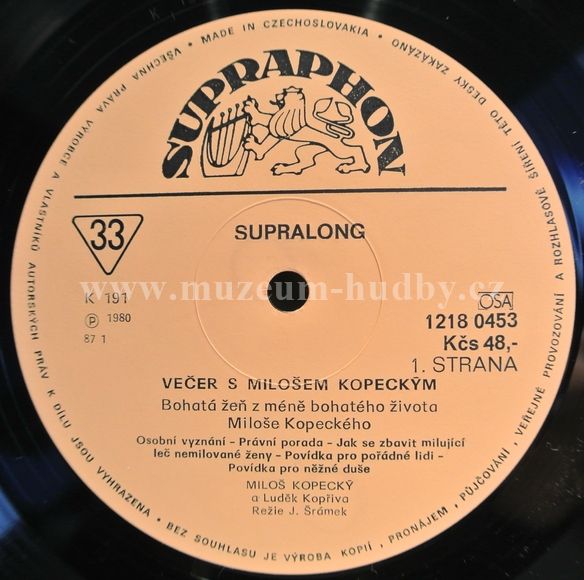 VŠECHNA PRÁVA VÝROBCE A VLASTNÍKŮ AUTORSKÝCH PRÁV K DÍLU JSOU VYHRAZENA • BEZ SOUHLASU JE VÝROBA KOPIÍ, PRONÁJEM, PŮJČOVÁNÍ, VEŘEJNÉ PROVOZOVÁNÍ A ROZHLASOVÉ ŠÍŘENÍ TÉTO DESKY ZAKÁZÁNO • MADE IN CZECHOSLOVAKIA •
SUPRAPHON
33
SUPRALONG
www.muzeum-hudby.cz
K 191
Ⓟ 1980
87 1
OSA
1218 0453
Kčs 48,-
1. STRANA
VEČER S MILOŠEM KOPECKÝM
Bohatá žeň z méně bohatého života
Miloše Kopeckého
Osobní vyznání – Právní porada – Jak se zbavit milující
leč nemilované ženy – Povídka pro pořádné lidi –
Povídka pro něžné duše
MILOŠ KOPECKÝ
a Luděk Kopřiva
Režie J. Šrámek